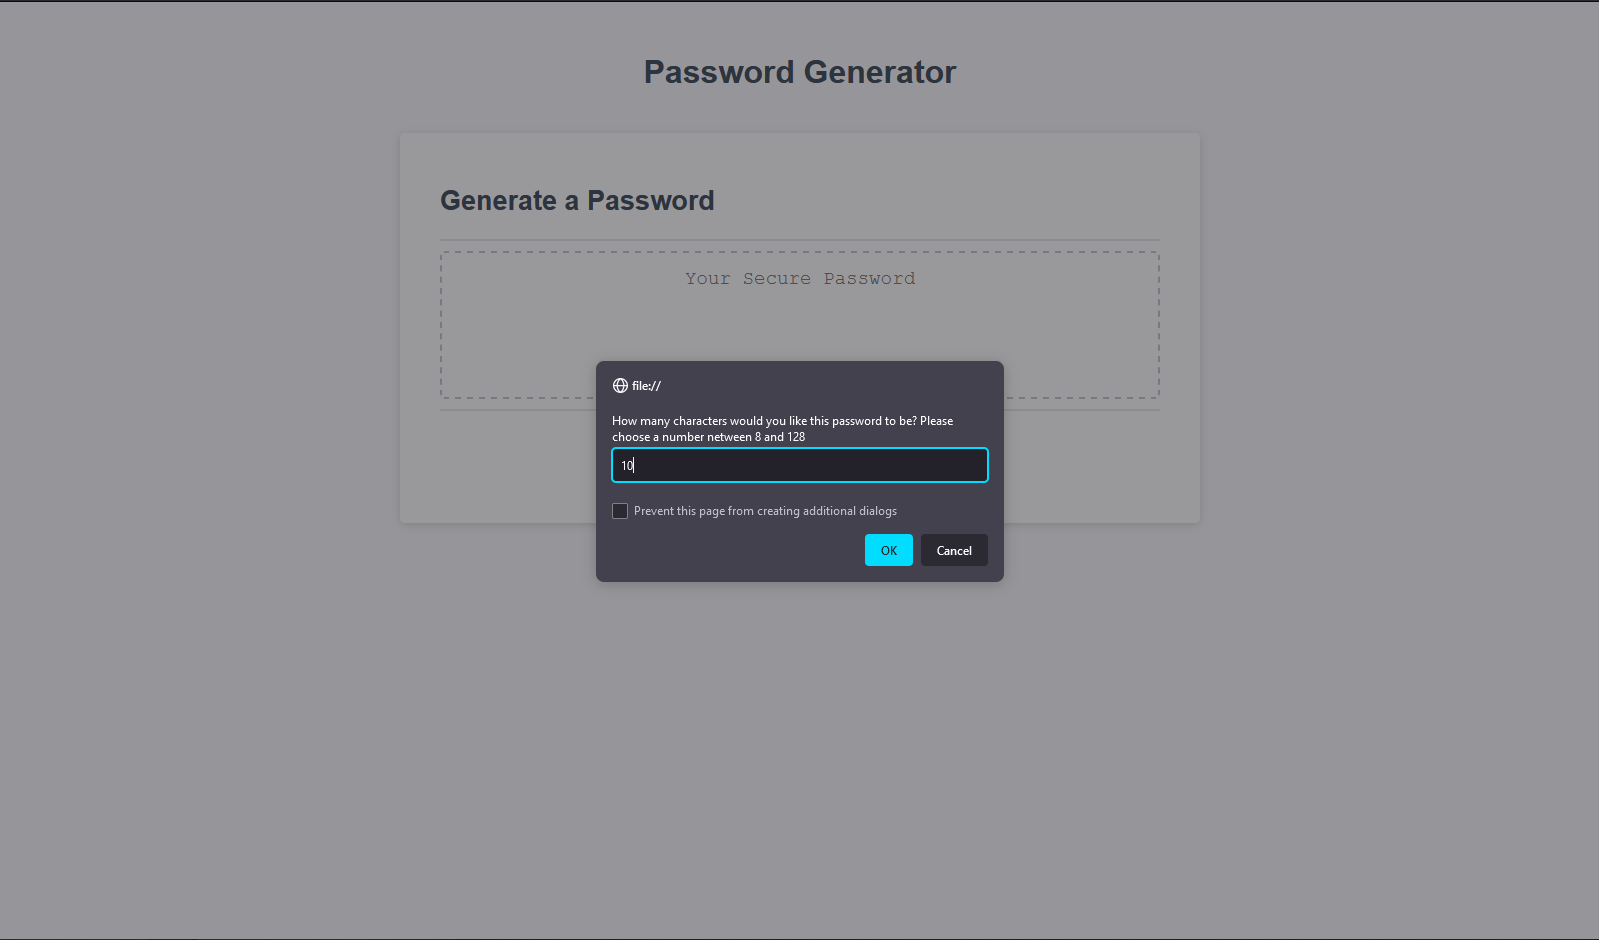 Password Generator
Generate a Password
Your Secure Password
file://
How many characters would you like this password to be? Please
choose a number netween 8 and 128
10
Prevent this page from creating additional dialogs
OK
Cancel